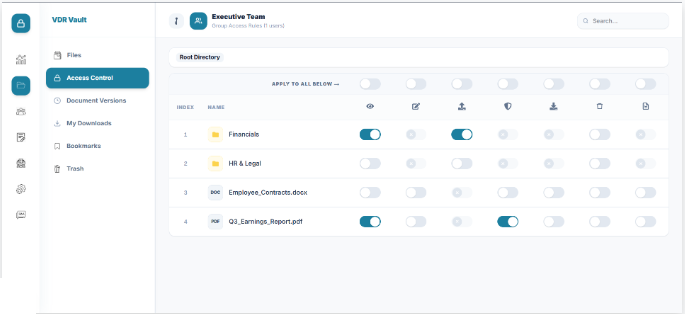 VDR Vault
Executive Team
Group Access Rules (1 users)
Search...
Files
Access Control
Document Versions
My Downloads
Bookmarks
Trash
Root Directory
APPLY TO ALL BELOW →
INDEX NAME
1 Financials
2 HR & Legal
3 DOC Employee_Contracts.docx
4 PDF Q3_Earnings_Report.pdf